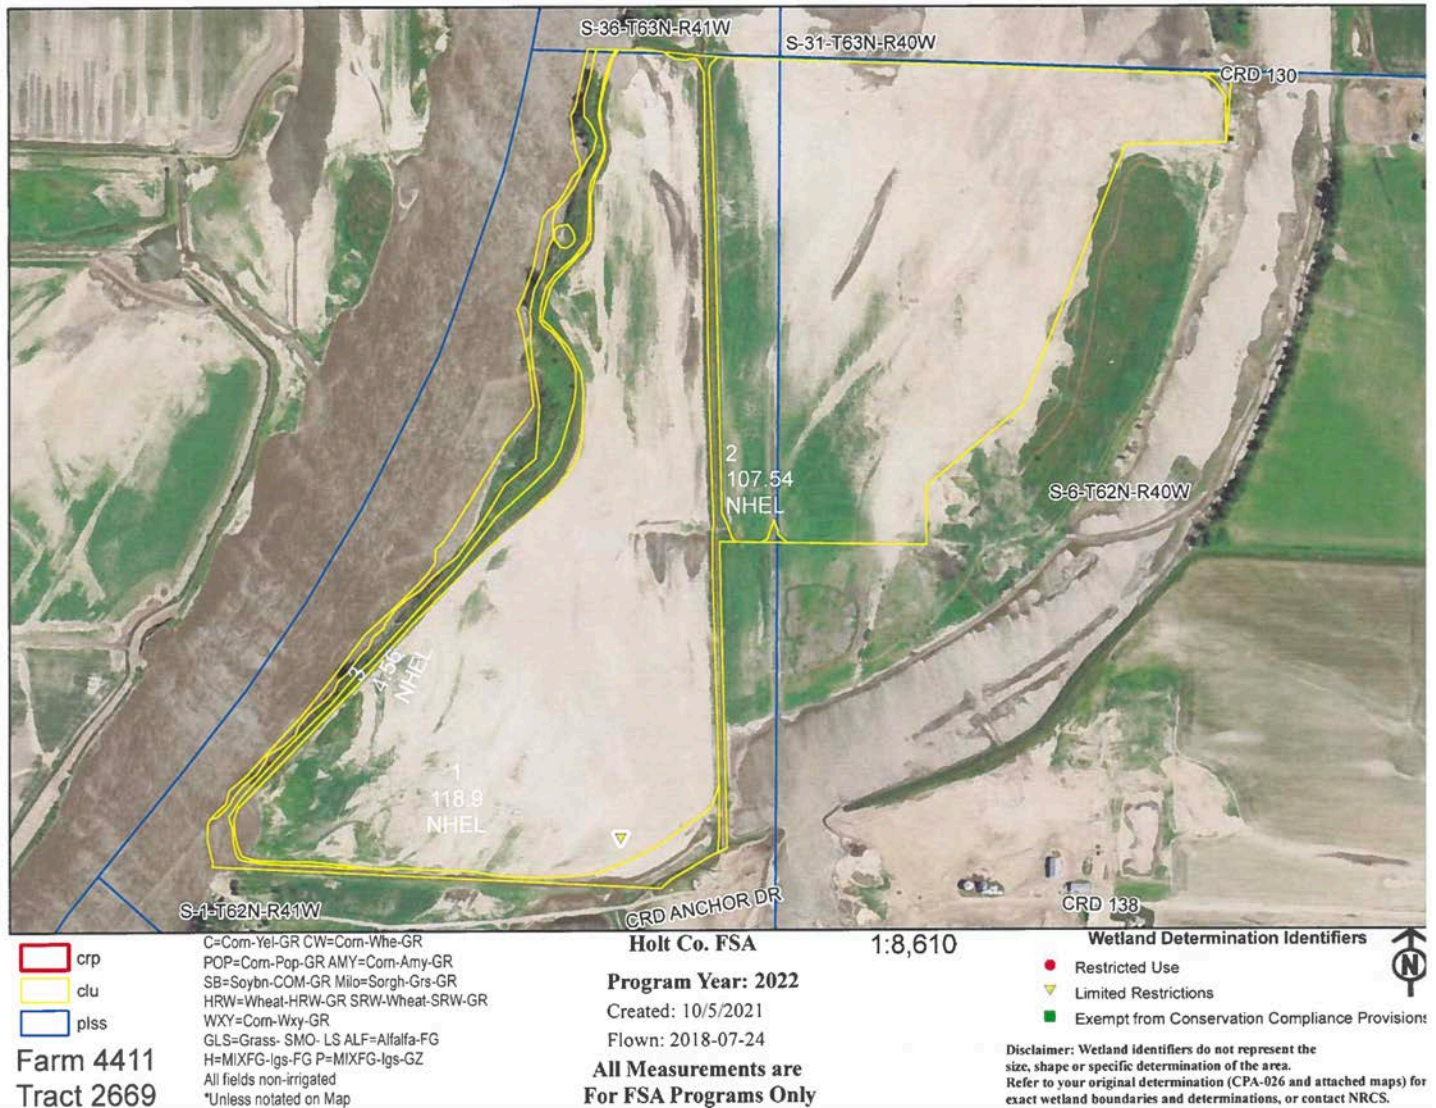 S-36-T63N-R41W
S-31-T63N-R40W
CRD 130
2
107.54
NHEL
S-6-T62N-R40W
3
4.56
NHEL
1
118.9
NHEL
S-1-T62N-R41W
CRD ANCHOR DR
CRD 138
crp
clu
plss
Farm 4411
Tract 2669
C=Corn-Yel-GR CW=Corn-Whe-GR
POP=Corn-Pop-GR AMY=Corn-Amy-GR
SB=Soybn-COM-GR Milo=Sorgh-Grs-GR
HRW=Wheat-HRW-GR SRW-Wheat-SRW-GR
WXY=Corn-Wxy-GR
GLS=Grass- SMO- LS ALF=Alfalfa-FG
H=MIXFG-lgs-FG P=MIXFG-lgs-GZ
All fields non-irrigated
*Unless notated on Map
Holt Co. FSA
1:8,610
Program Year: 2022
Created: 10/5/2021
Flown: 2018-07-24
All Measurements are
For FSA Programs Only
Wetland Determination Identifiers
Restricted Use
Limited Restrictions
Exempt from Conservation Compliance Provisions
N
Disclaimer: Wetland identifiers do not represent the
size, shape or specific determination of the area.
Refer to your original determination (CPA-026 and attached maps) for
exact wetland boundaries and determinations, or contact NRCS.